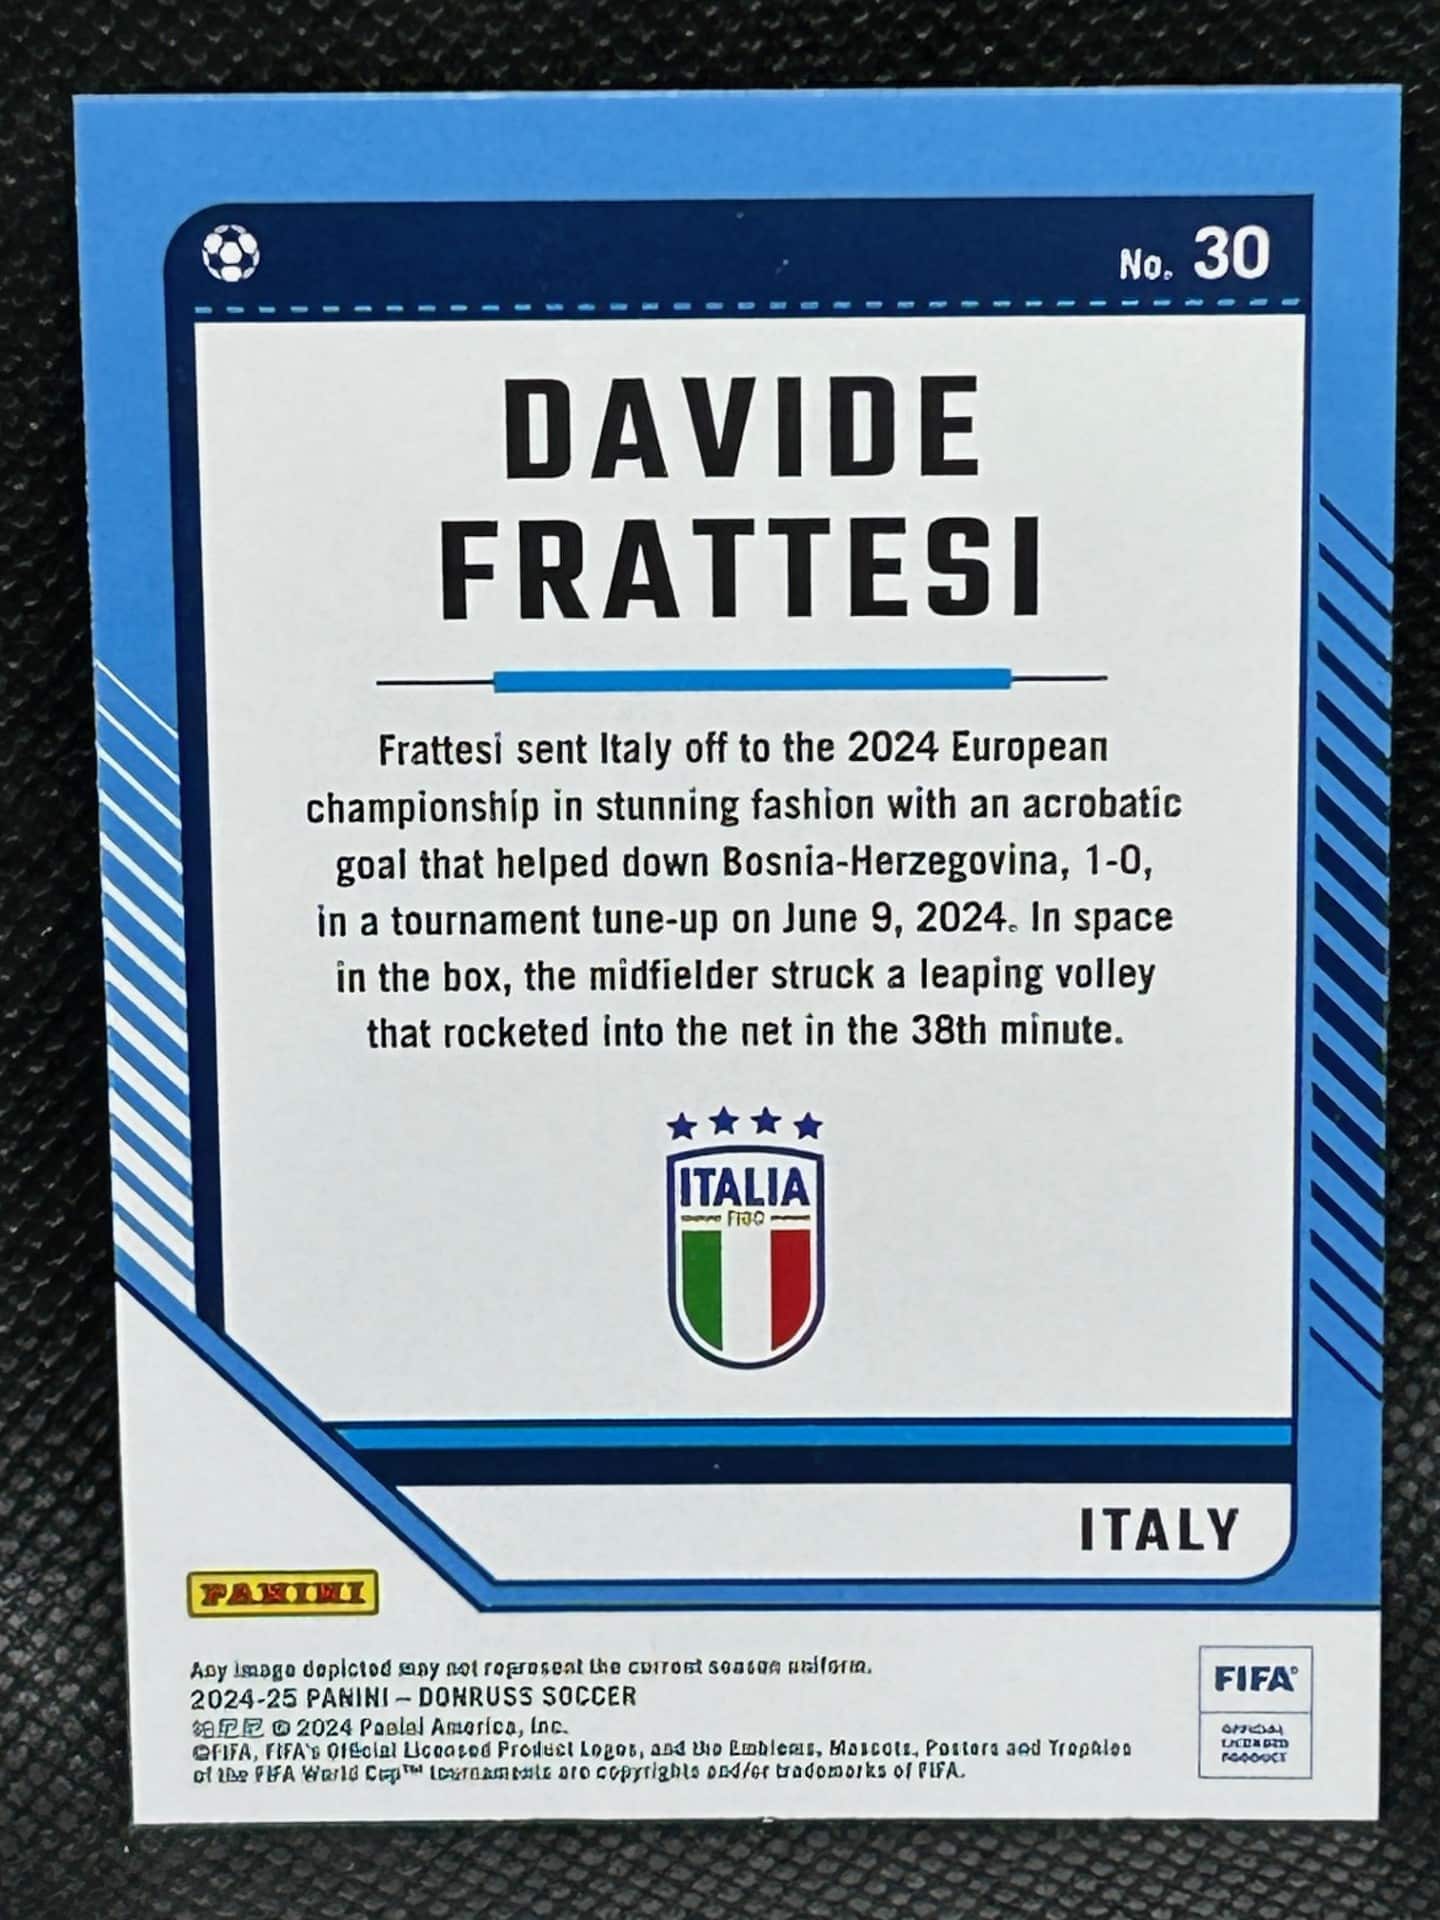 No. 30
DAVIDE
FRATTESI
Frattesi sent Italy off to the 2024 European
championship in stunning fashion with an acrobatic
goal that helped down Bosnia-Herzegovina, 1-0,
in a tournament tune-up on June 9, 2024. In space
in the box, the midfielder struck a leaping volley
that rocketed into the net in the 38th minute.
ITALIA
ITALY
PANINI
Any image depicted may not represent the current season uniform.
2024-25 PANINI – DONRUSS SOCCER
© 2024 Panini America, Inc.
©FIFA, FIFA's Official Licensed Product Logos, and the Emblems, Mascots, Posters and Trophies
of the FIFA World Cup™ tournaments are copyrights and/or trademarks of FIFA.
FIFA®
OFFICIAL
LICENSED
PRODUCT